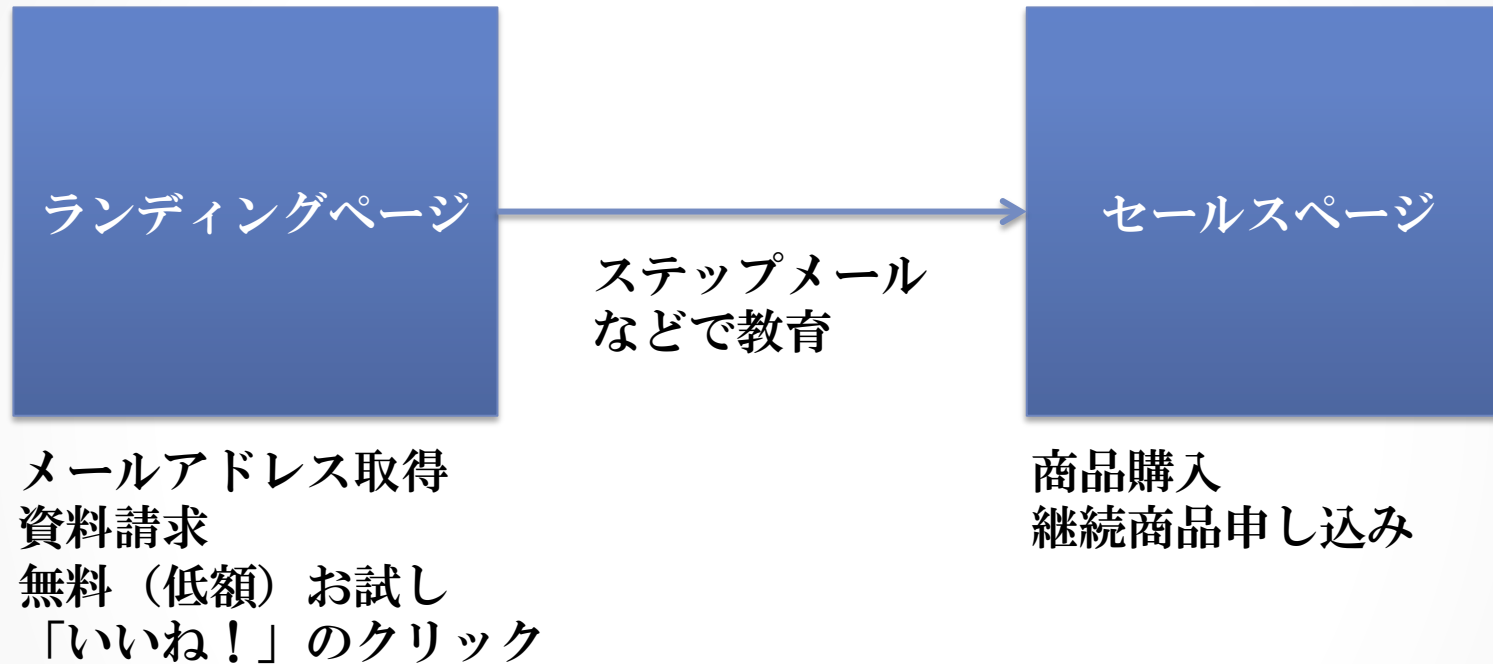 ランディングページ
ステップメール
などで教育
セールスページ
メールアドレス取得
資料請求
無料（低額）お試し
「いいね！」のクリック
商品購入
継続商品申し込み